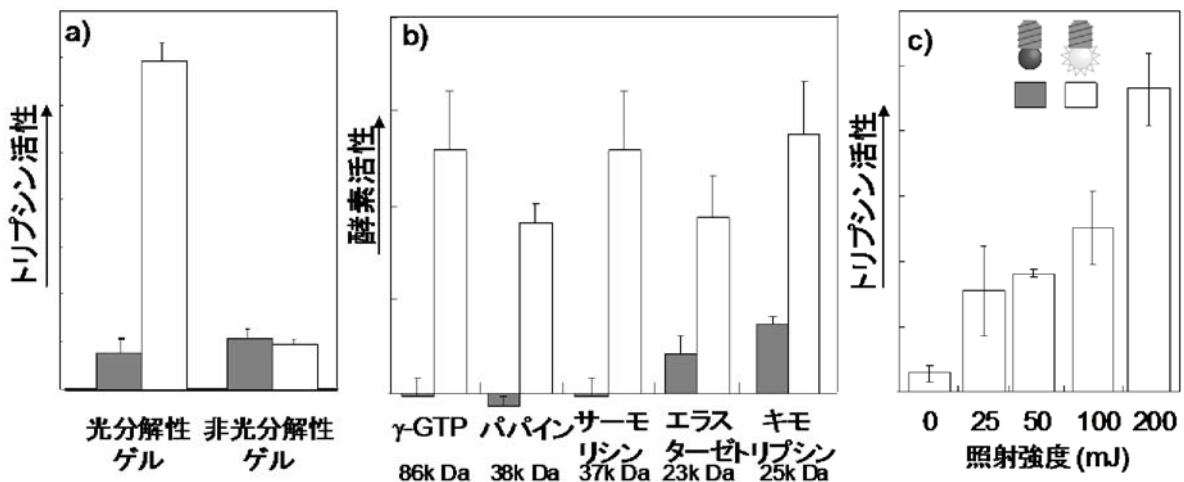 a)
トリプシン活性
光分解性
ゲル
非光分解性
ゲル
b)
酵素活性
γ-GTP
86k Da
パパイン
38k Da
サーモ
リシン
37k Da
エラス
ターゼ
23k Da
キモ
トリプシン
25k Da
c)
トリプシン活性
0 25 50 100 200
照射強度 (mJ)